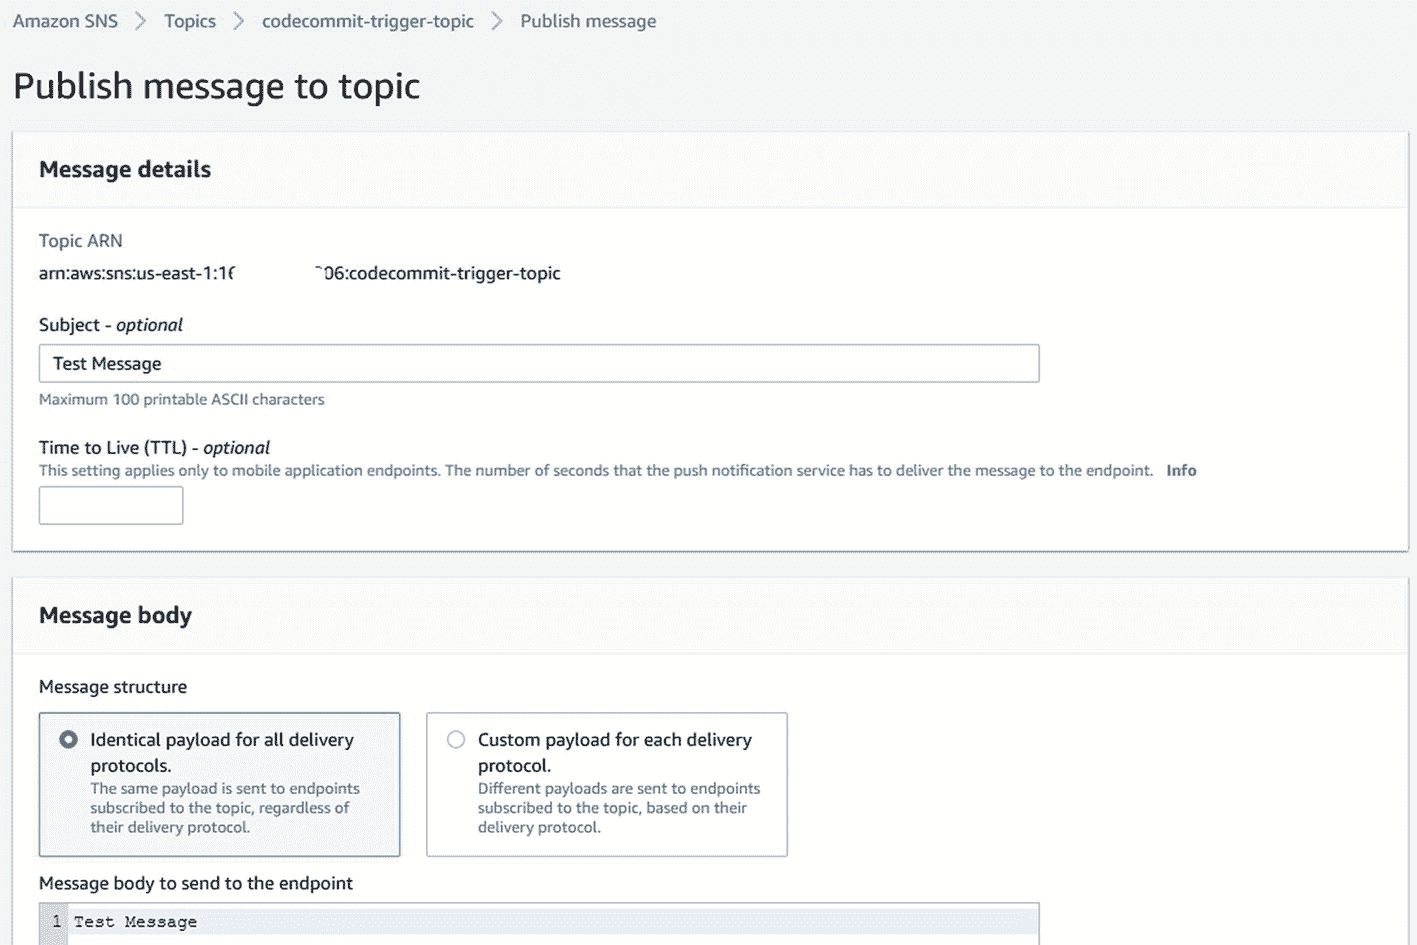 Amazon SNS > Topics > codecommit-trigger-topic > Publish message
Publish message to topic
Message details
Topic ARN
arn:aws:sns:us-east-1:1 06:codecommit-trigger-topic
Subject - optional
Test Message
Maximum 100 printable ASCII characters
Time to Live (TTL) - optional
This setting applies only to mobile application endpoints. The number of seconds that the push notification service has to deliver the message to the endpoint. Info
Message body
Message structure
Identical payload for all delivery
protocols.
The same payload is sent to endpoints
subscribed to the topic, regardless of
their delivery protocol.
Custom payload for each delivery
protocol.
Different payloads are sent to endpoints
subscribed to the topic, based on their
delivery protocol.
Message body to send to the endpoint
1 Test Message